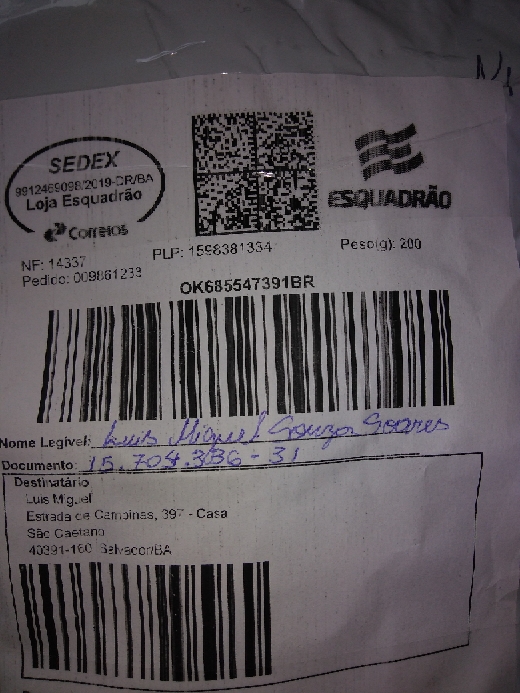 SEDEX
9912469098/2019-DR/BA
Loja Esquadrão
Correios
ESQUADRÃO
NF: 14337
PLP: 1598381334
Peso(g): 200
Pedido: 009861233
OK685547391BR
Nome Legível: Luis Miguel Souza Soares
Documento: 15.704.336-31
Destinatário
Luis Miguel
Estrada de Campinas, 397 - Casa
São Caetano
40391-160 Salvador/BA